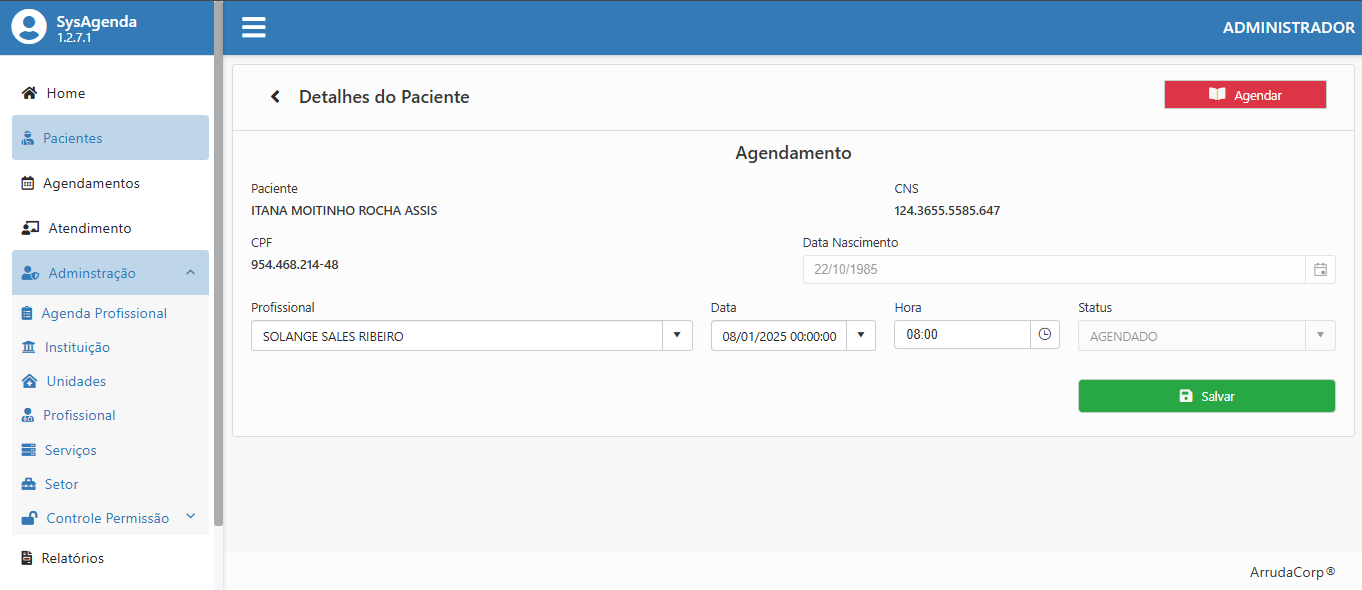 SysAgenda
1.2.7.1
ADMINISTRADOR
Home
Pacientes
Agendamentos
Atendimento
Adminstração
Agenda Profissional
Instituição
Unidades
Profissional
Serviços
Setor
Controle Permissão
Relatórios
Detalhes do Paciente
Agendar
Agendamento
Paciente
ITANA MOITINHO ROCHA ASSIS
CNS
124.3655.5585.647
CPF
954.468.214-48
Data Nascimento
22/10/1985
Profissional
SOLANGE SALES RIBEIRO
Data
08/01/2025 00:00:00
Hora
08:00
Status
AGENDADO
Salvar
ArrudaCorp®